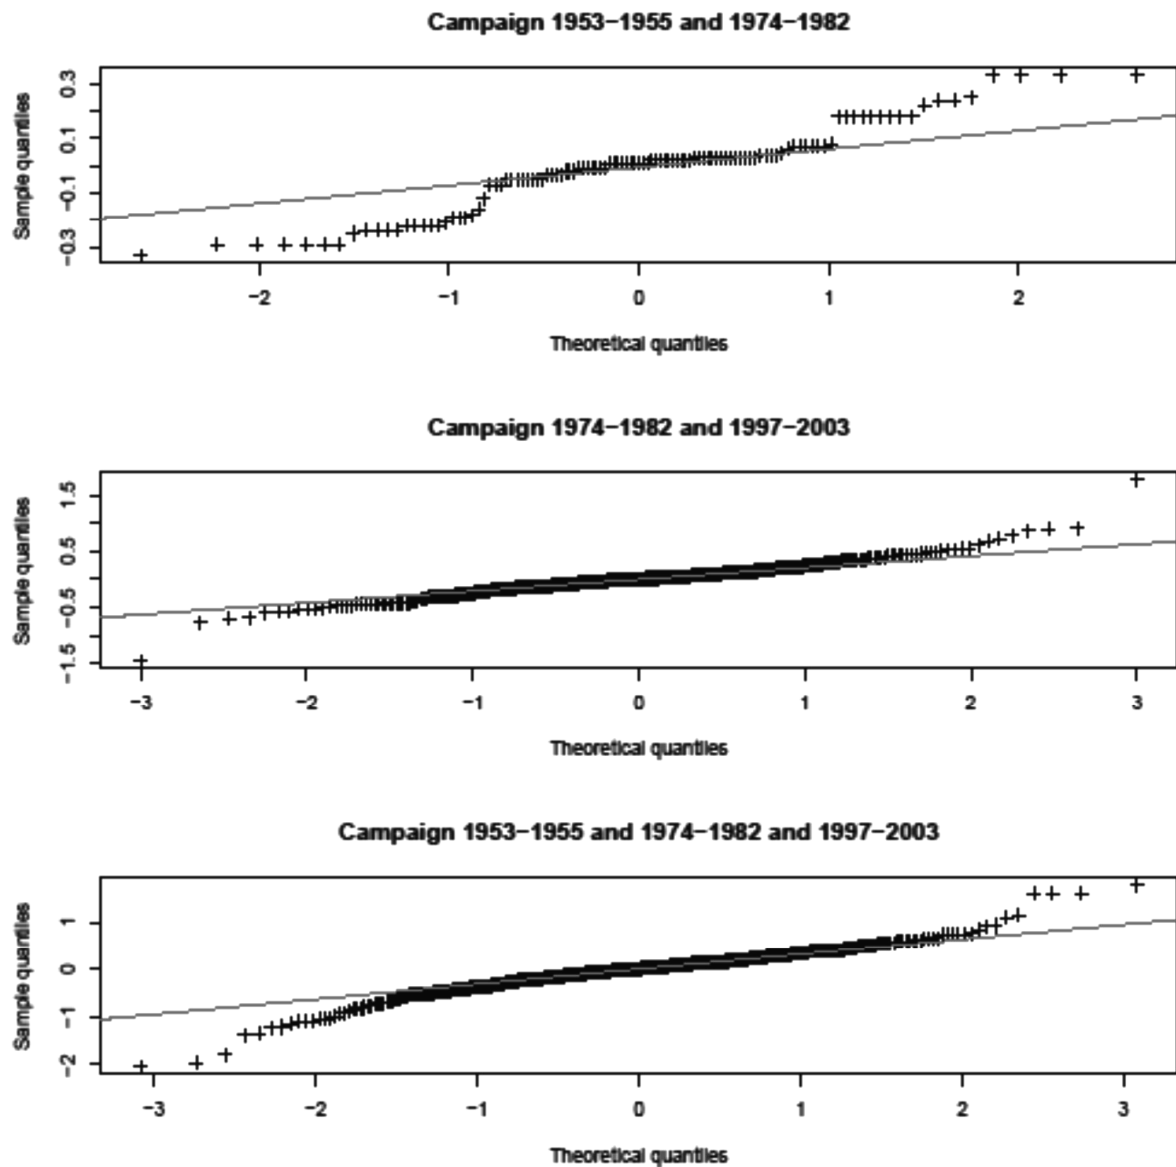 Campaign 1953−1955 and 1974−1982
Sample quantiles
0.3
0.1
−0.1
−0.3
−2 −1 0 1 2
Theoretical quantiles
Campaign 1974−1982 and 1997−2003
Sample quantiles
1.5
0.5
−0.5
−1.5
−3 −2 −1 0 1 2 3
Theoretical quantiles
Campaign 1953−1955 and 1974−1982 and 1997−2003
Sample quantiles
1
0
−1
−2
−3 −2 −1 0 1 2 3
Theoretical quantiles